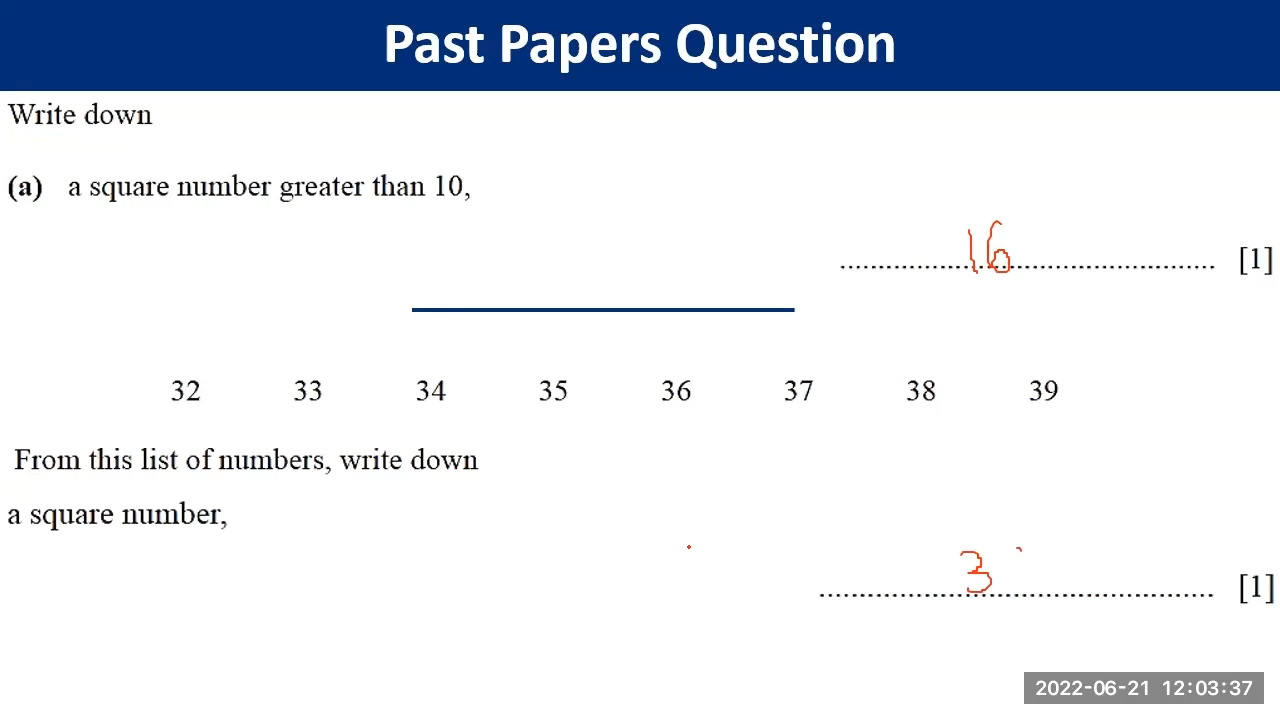 Past Papers Question
Write down
(a) a square number greater than 10,
16
........................................................ [1]
32 33 34 35 36 37 38 39
From this list of numbers, write down
a square number,
3
........................................................ [1]
2022-06-21 12:03:37